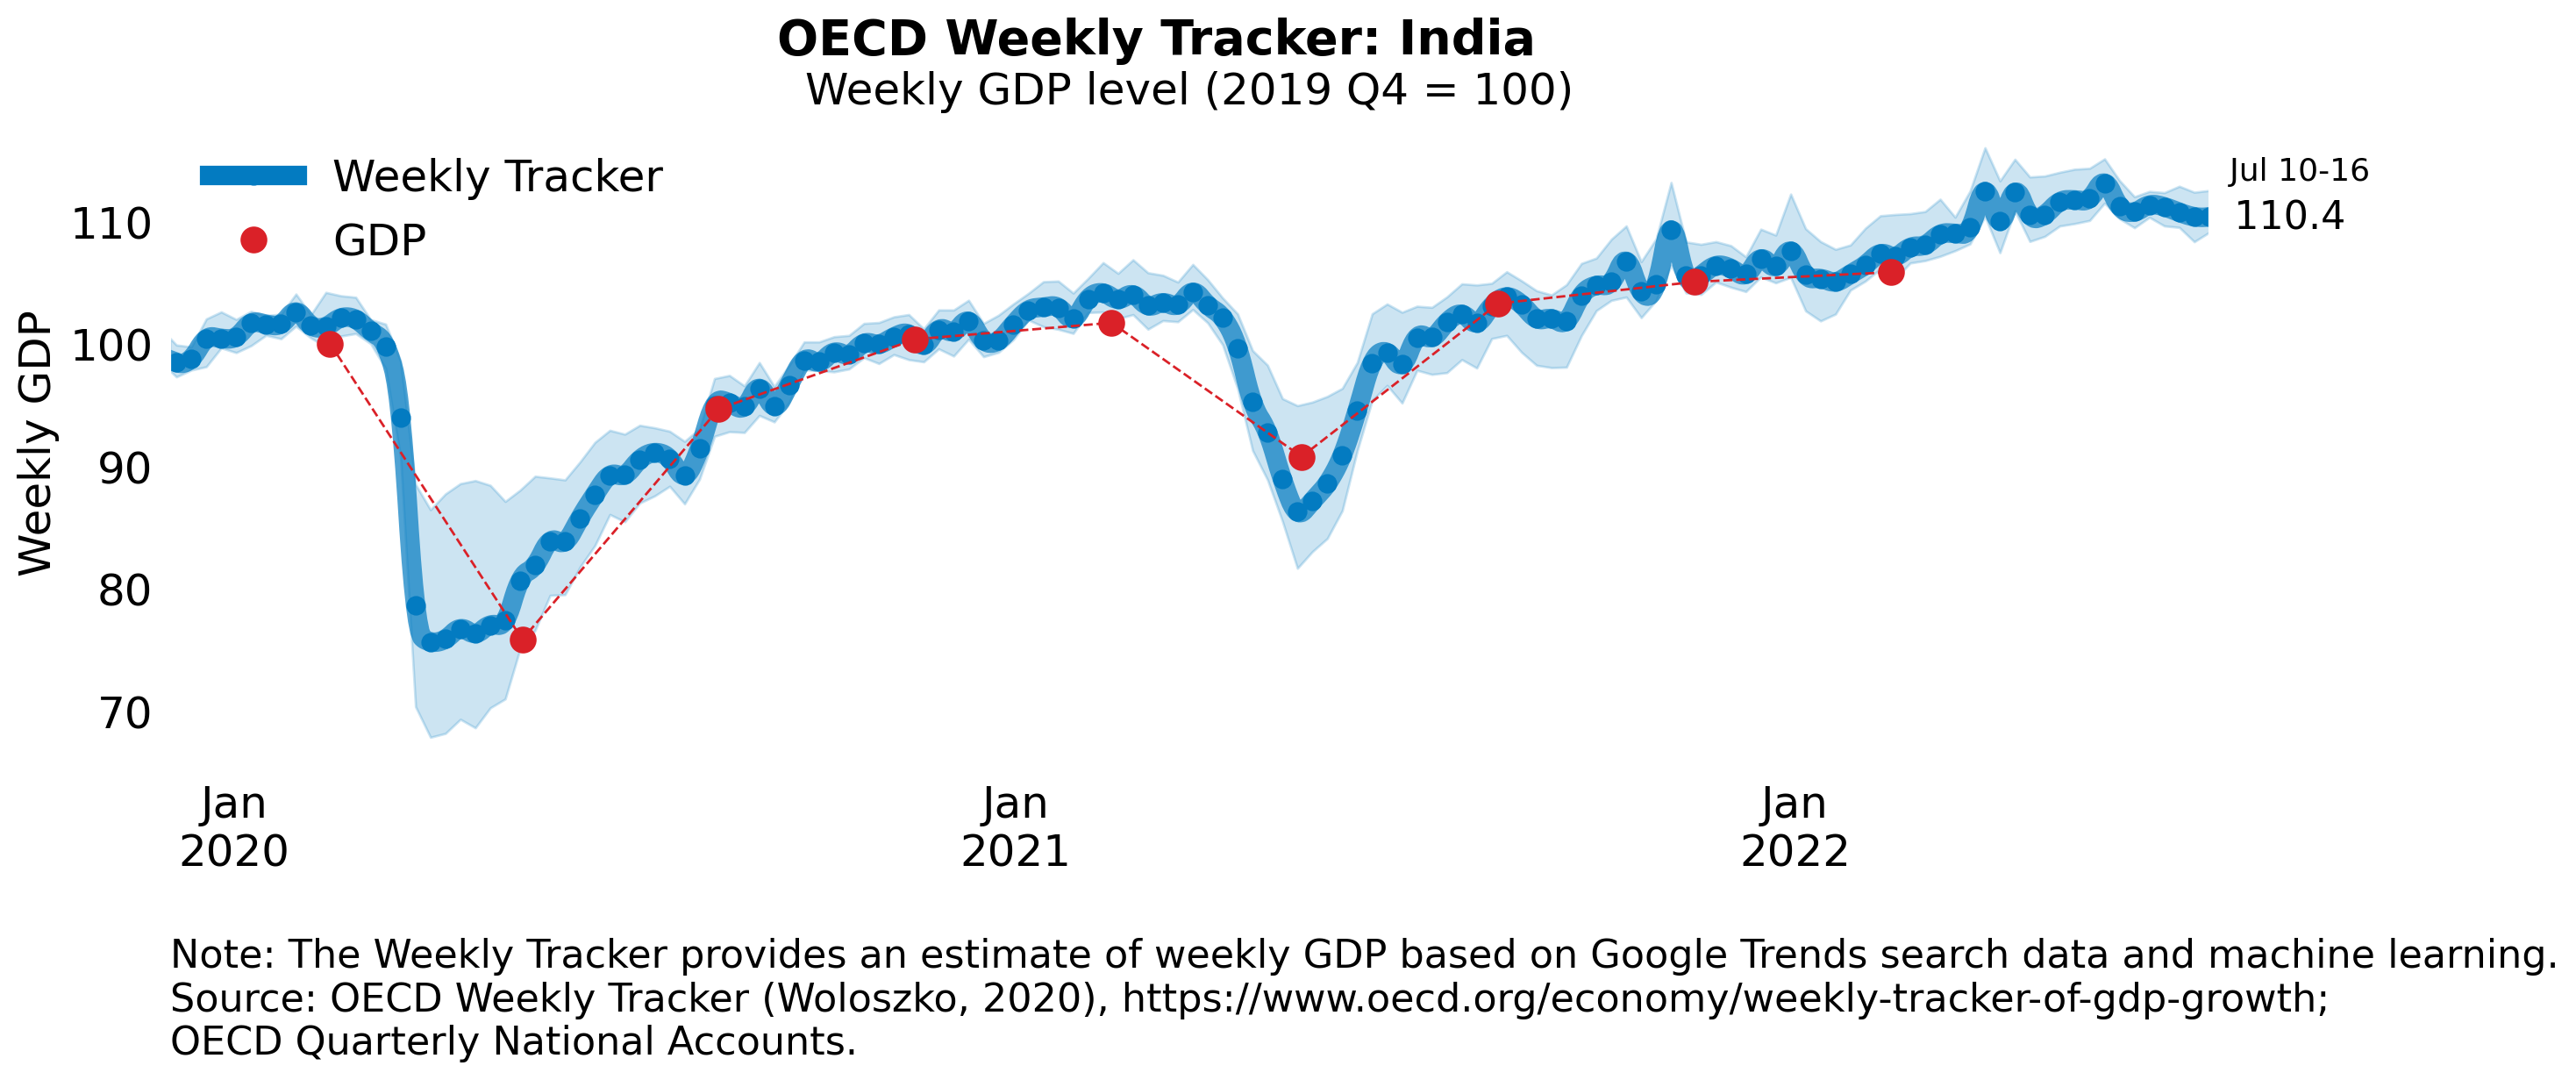 OECD Weekly Tracker: India
Weekly GDP level (2019 Q4 = 100)
Weekly Tracker
GDP
Jul 10-16
110.4
Weekly GDP
110
100
90
80
70
Jan
2020
Jan
2021
Jan
2022
Note: The Weekly Tracker provides an estimate of weekly GDP based on Google Trends search data and machine learning.
Source: OECD Weekly Tracker (Woloszko, 2020), https://www.oecd.org/economy/weekly-tracker-of-gdp-growth;
OECD Quarterly National Accounts.